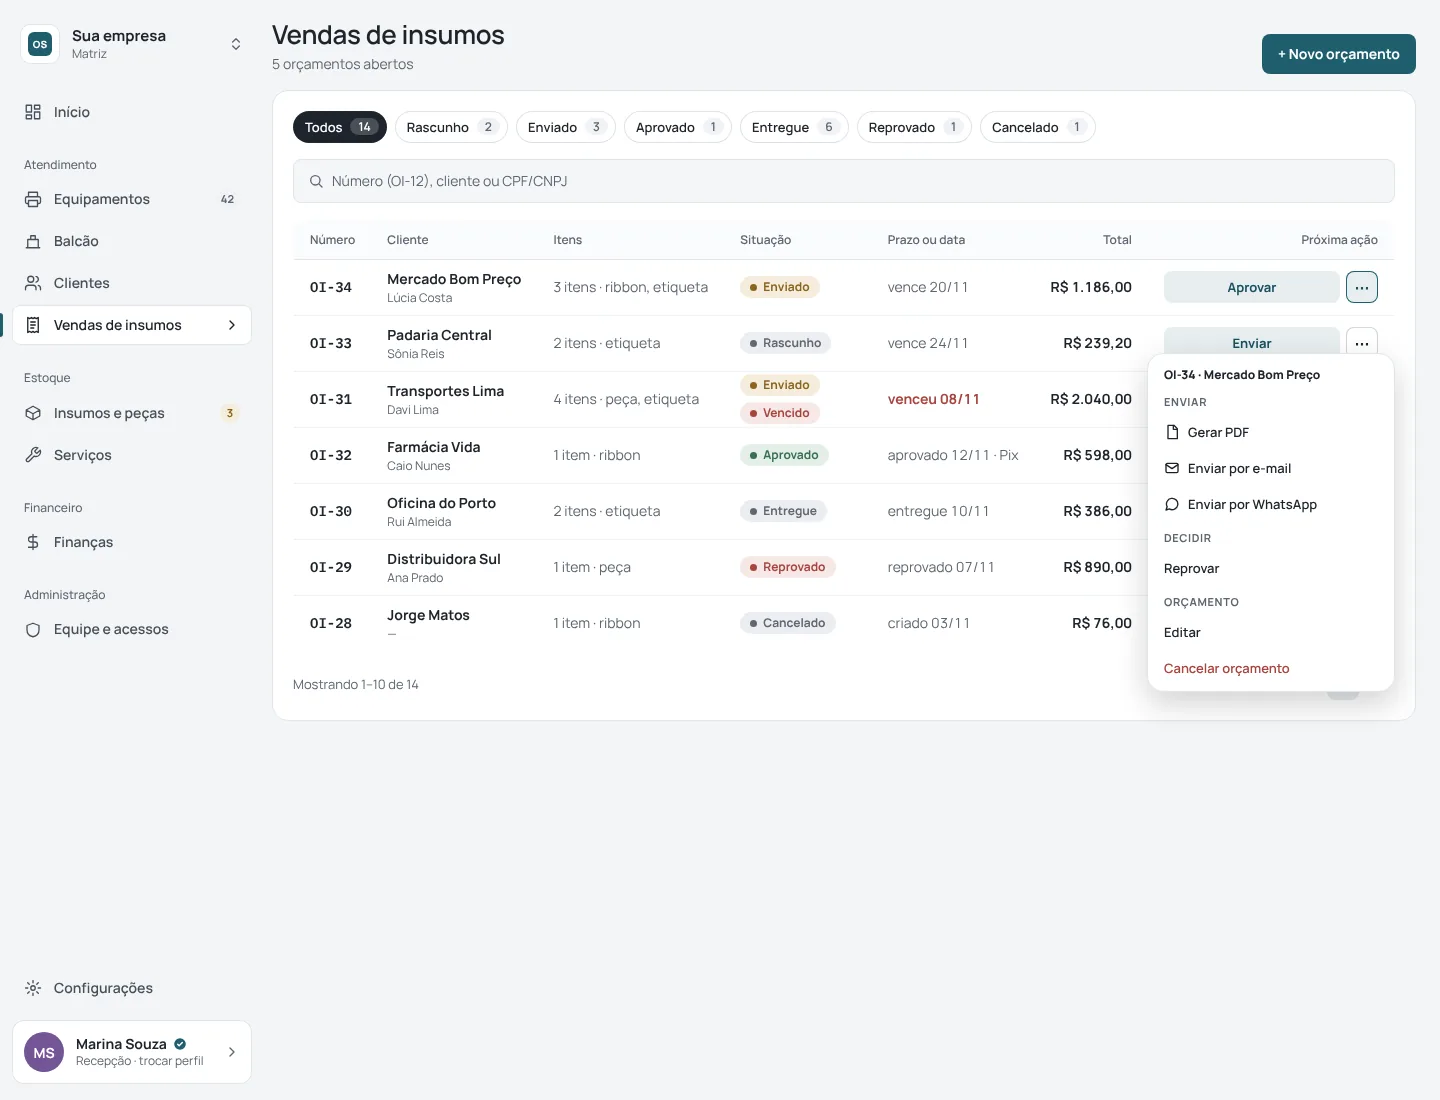 OS
Sua empresa
Matriz
Início
Atendimento
Equipamentos 42
Balcão
Clientes
Vendas de insumos
Estoque
Insumos e peças 3
Serviços
Financeiro
Finanças
Administração
Equipe e acessos
Configurações
MS
Marina Souza
Recepção · trocar perfil
Vendas de insumos
5 orçamentos abertos
+ Novo orçamento
Todos 14 Rascunho 2 Enviado 3 Aprovado 1 Entregue 6 Reprovado 1 Cancelado 1
Número (OI-12), cliente ou CPF/CNPJ
Número Cliente Itens Situação Prazo ou data Total Próxima ação
OI-34 Mercado Bom Preço 3 itens · ribbon, etiqueta Enviado vence 20/11 R$ 1.186,00 Aprovar ...
Lúcia Costa
OI-33 Padaria Central 2 itens · etiqueta Rascunho vence 24/11 R$ 239,20 Enviar ...
Sônia Reis
OI-31 Transportes Lima 4 itens · peça, etiqueta Enviado venceu 08/11 R$ 2.040,00
Davi Lima Vencido
OI-32 Farmácia Vida 1 item · ribbon Aprovado aprovado 12/11 · Pix R$ 598,00
Caio Nunes
OI-30 Oficina do Porto 2 itens · etiqueta Entregue entregue 10/11 R$ 386,00
Rui Almeida
OI-29 Distribuidora Sul 1 item · peça Reprovado reprovado 07/11 R$ 890,00
Ana Prado
OI-28 Jorge Matos 1 item · ribbon Cancelado criado 03/11 R$ 76,00
—
Mostrando 1–10 de 14
OI-34 · Mercado Bom Preço
ENVIAR
Gerar PDF
Enviar por e-mail
Enviar por WhatsApp
DECIDIR
Reprovar
ORÇAMENTO
Editar
Cancelar orçamento